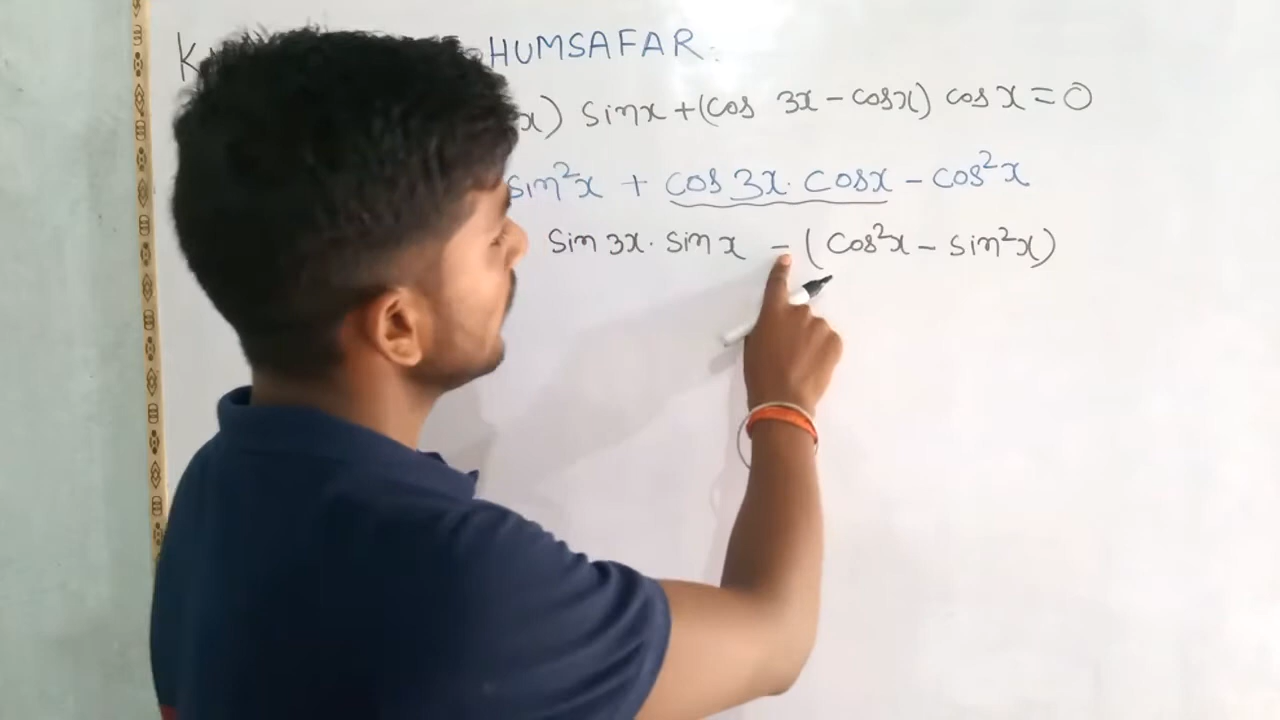 HUMSAFAR.
x) sinx + (cos 3x - cosx) cos x = 0
sin²x + cos 3x. cosx - cos²x
sin 3x. sin x - (cos²x - sin²x)